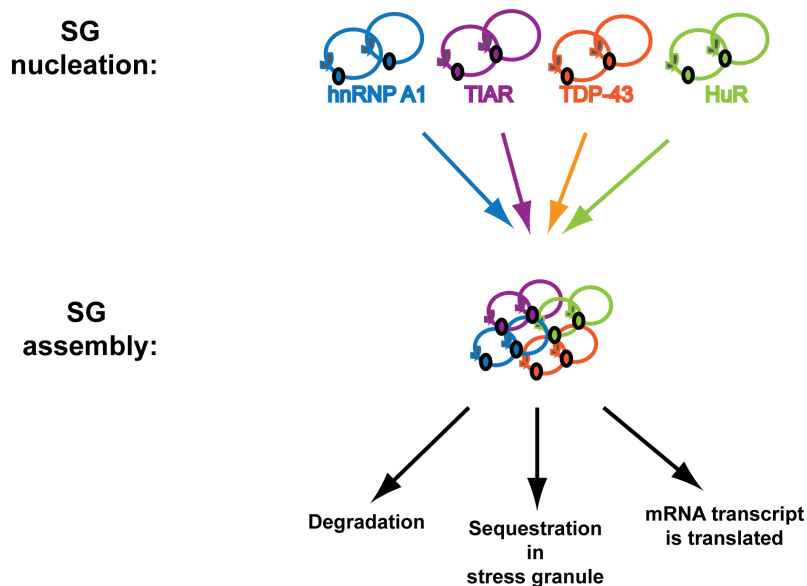 SG
nucleation:
hnRNP A1
TIAR
TDP-43
HuR
SG
assembly:
Degradation
Sequestration
in
stress granule
mRNA transcript
is translated